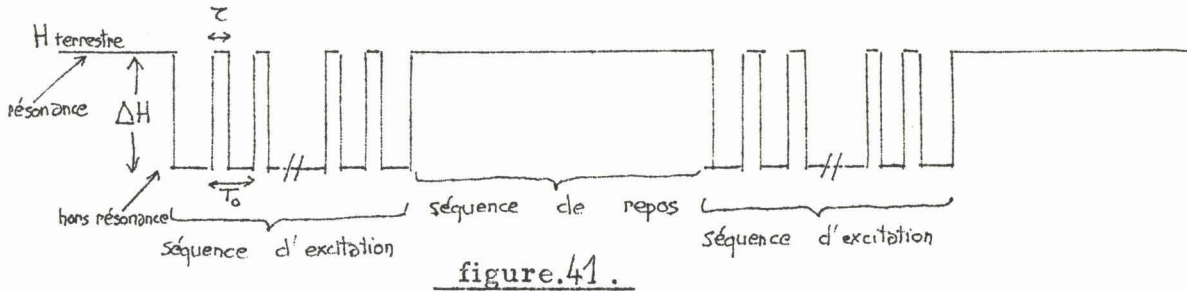 τ
H terrestre
résonance
ΔH
hors résonance
T₀
séquence de repos
séquence d'excitation
séquence d'excitation
figure.41.